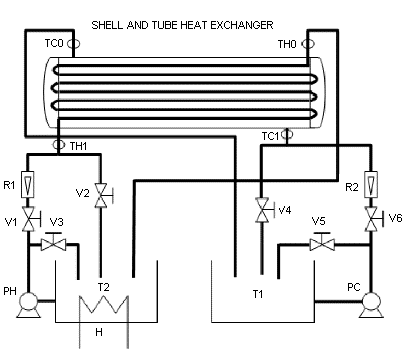 SHELL AND TUBE HEAT EXCHANGER
TC0 TH0
TH1 TC1
R1 V2 R2
V1 V3 V4 V5 V6
PH T2 T1 PC
H